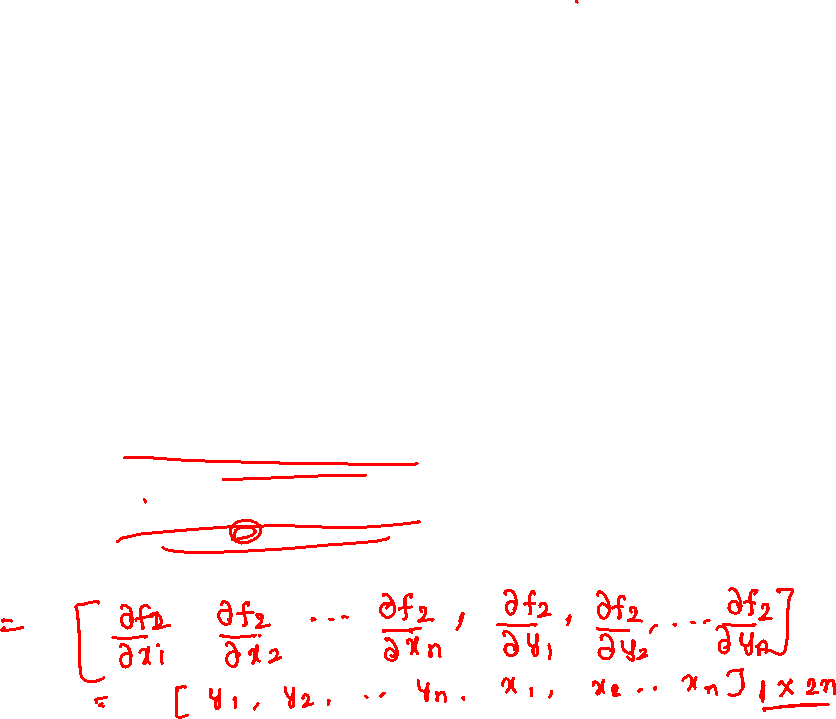 = [ ∂f2/∂x1 ∂f2/∂x2 ... ∂f2/∂xn, ∂f2/∂y1, ∂f2/∂y2, ... ∂f2/∂yn ]
= [ y1, y2, .. yn. x1, x2 .. xn ] 1 × 2n